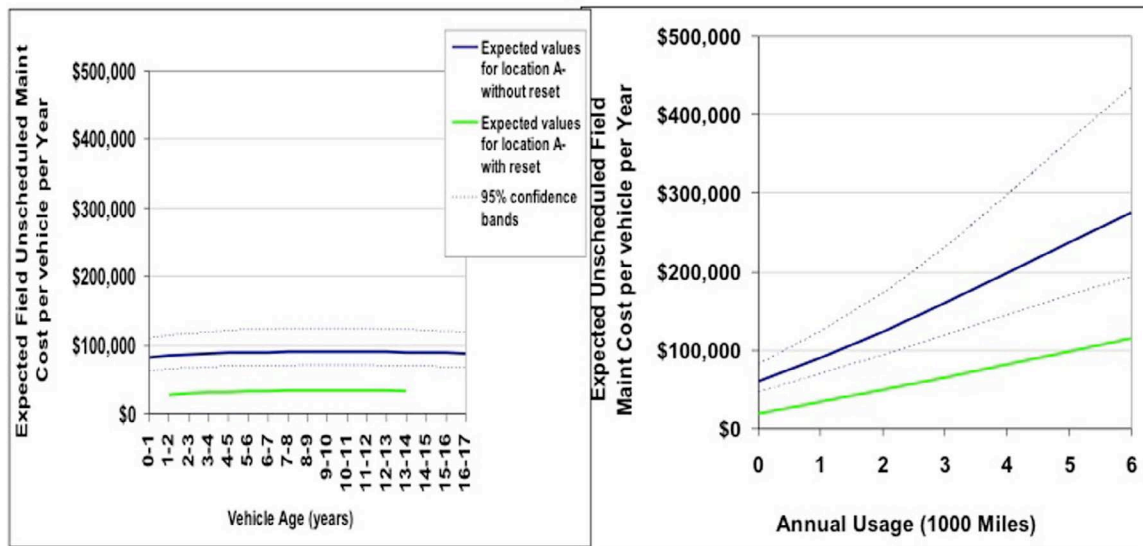 Expected Field Unscheduled Maint
Cost per vehicle per Year
$500,000
$400,000
$300,000
$200,000
$100,000
$0
0-1
1-2
2-3
3-4
4-5
5-6
6-7
7-8
8-9
9-10
10-11
11-12
12-13
13-14
14-15
15-16
16-17
Vehicle Age (years)
Expected values
for location A-
without reset
Expected values
for location A-
with reset
95% confidence
bands
Expected Unscheduled Field
Maint Cost per vehicle per Year
$500,000
$400,000
$300,000
$200,000
$100,000
$0
0 1 2 3 4 5 6
Annual Usage (1000 Miles)